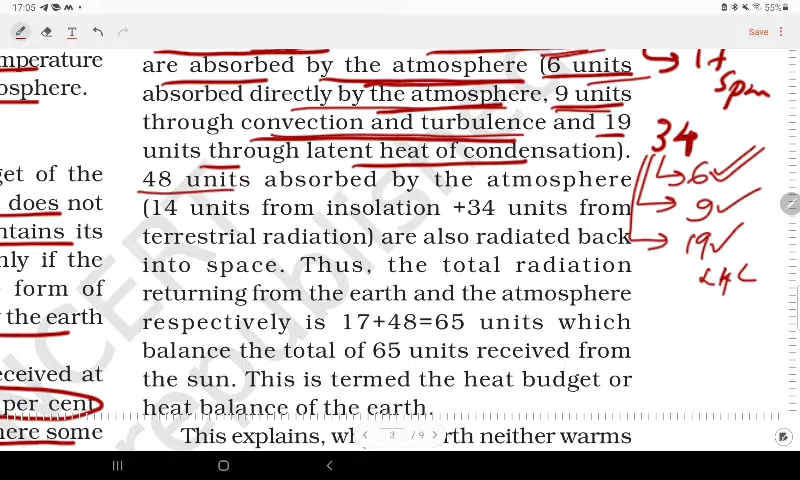 17:05
55%
T
Save
mperature
osphere.
get of the
does not
ntains its
nly if the
e form of
the earth
eceived at
per cent
here some
are absorbed by the atmosphere (6 units
absorbed directly by the atmosphere, 9 units
through convection and turbulence and 19
units through latent heat of condensation).
48 units absorbed by the atmosphere
(14 units from insolation +34 units from
terrestrial radiation) are also radiated back
into space. Thus, the total radiation
returning from the earth and the atmosphere
respectively is 17+48=65 units which
balance the total of 65 units received from
the sun. This is termed the heat budget or
heat balance of the earth.
This explains, wh
rth neither warms
3 / 9
17
34
6
9
19